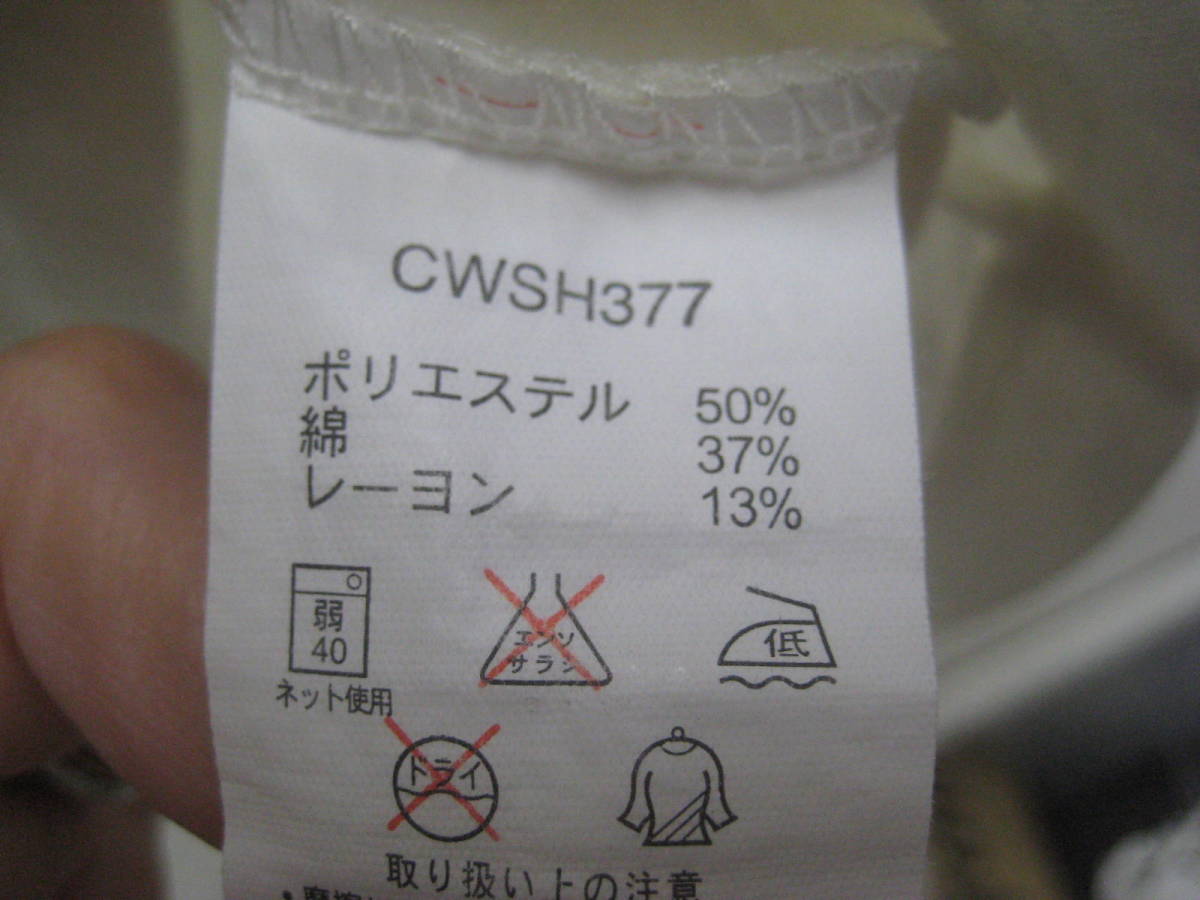 CWSH377
ポリエステル 50%
綿 37%
レーヨン 13%
弱
40
ネット使用
エンソ
サラシ
低
ドライ
取り扱い上の注意